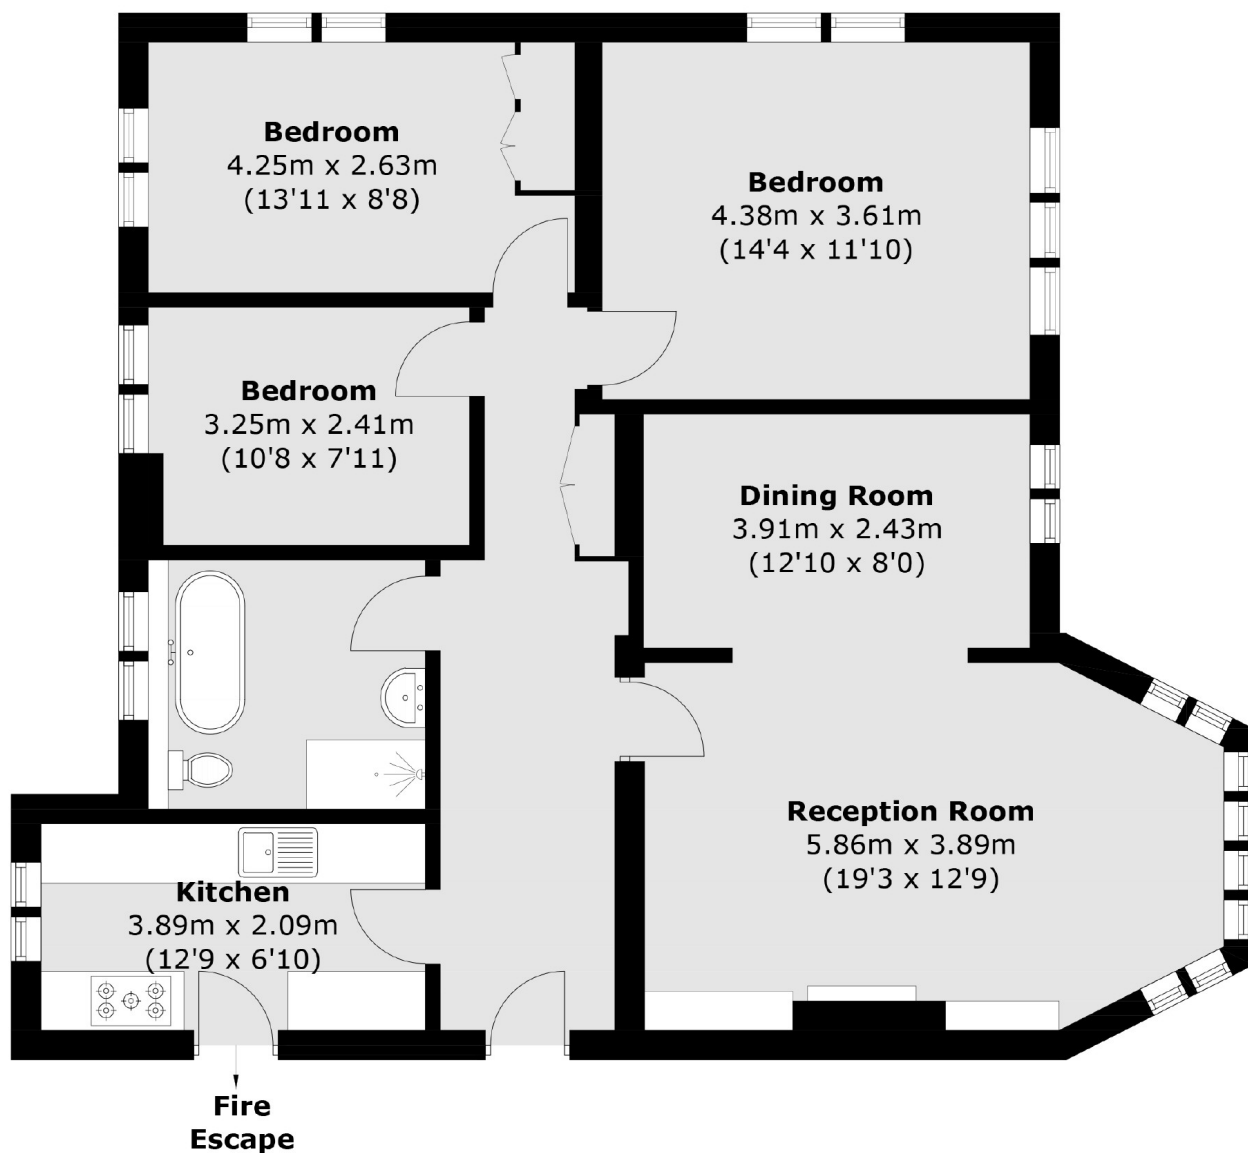 Bedroom
4.25m x 2.63m
(13'11 x 8'8)
Bedroom
4.38m x 3.61m
(14'4 x 11'10)
Bedroom
3.25m x 2.41m
(10'8 x 7'11)
Dining Room
3.91m x 2.43m
(12'10 x 8'0)
Reception Room
5.86m x 3.89m
(19'3 x 12'9)
Kitchen
3.89m x 2.09m
(12'9 x 6'10)
Fire
Escape